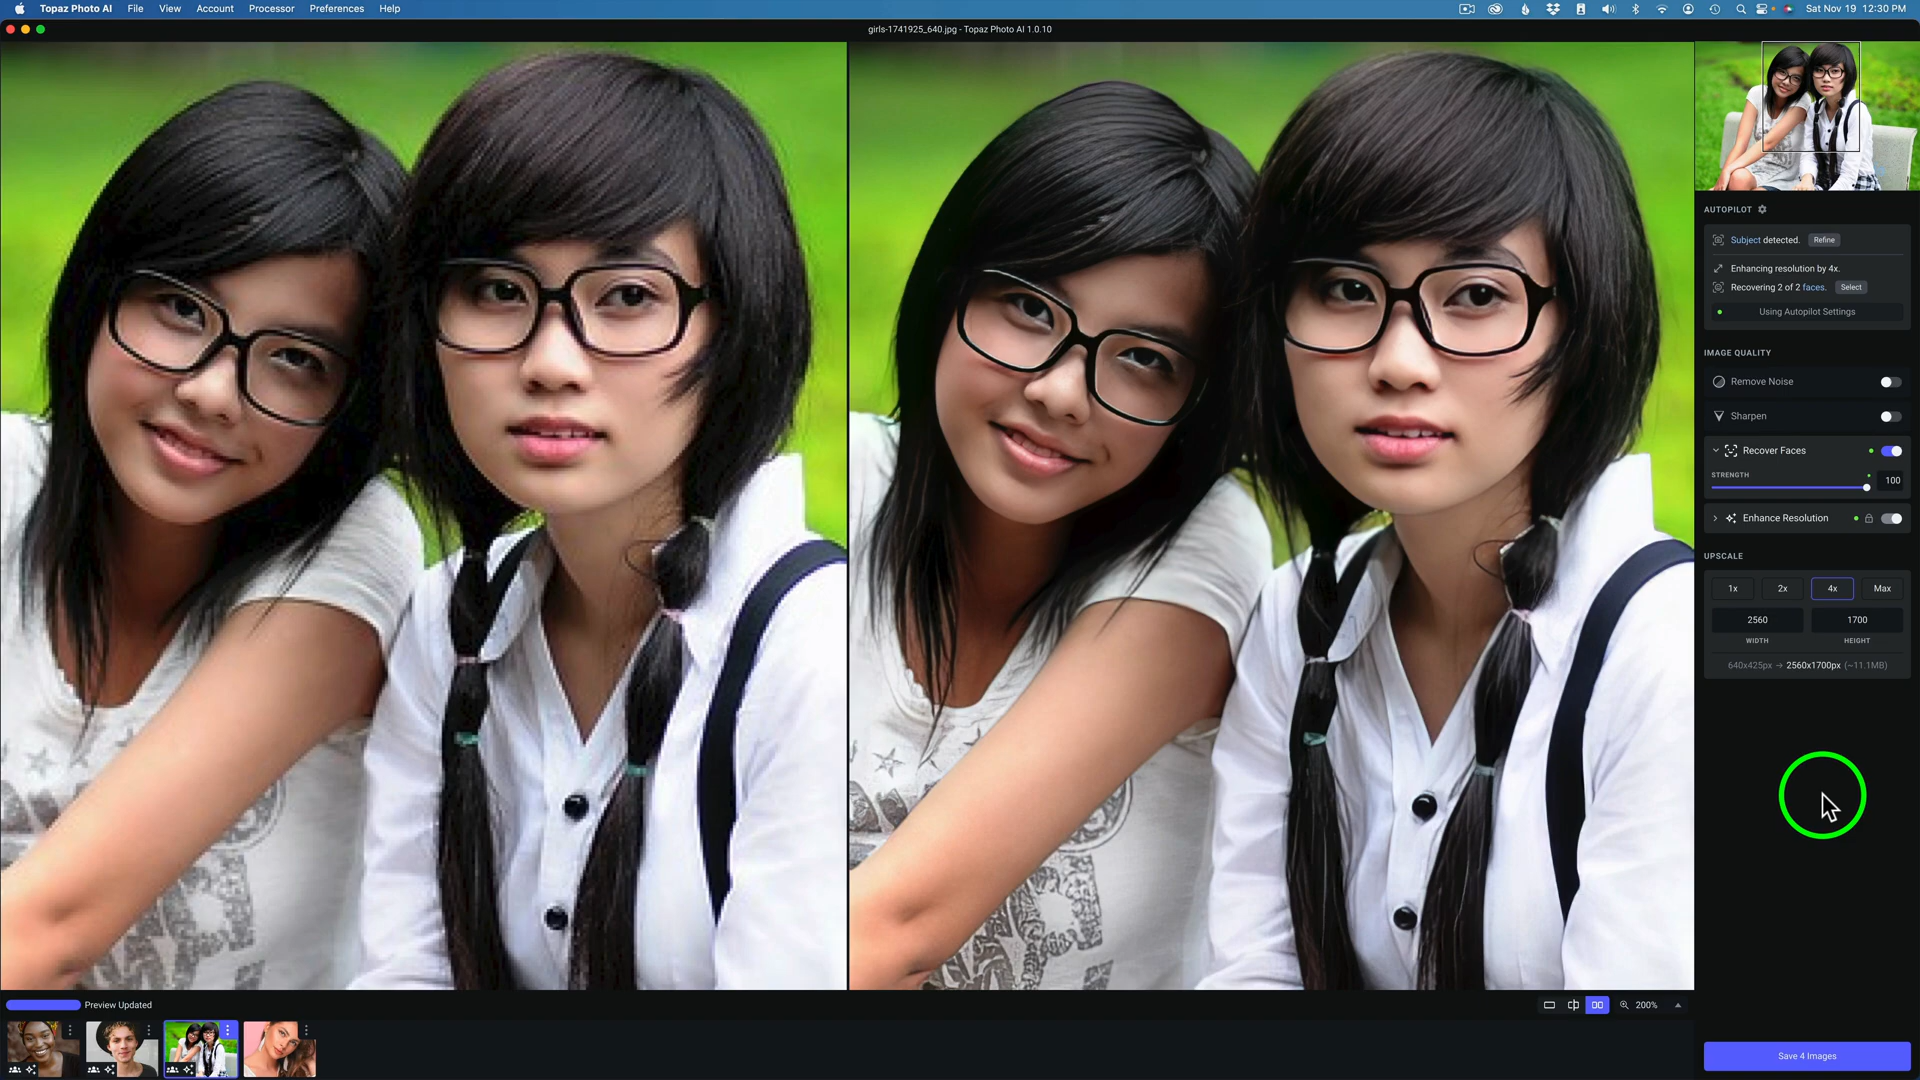 Topaz Photo AI File View Account Processor Preferences Help Sat Nov 19 12:30 PM
girls-1741925_640.jpg - Topaz Photo AI 1.0.10
AUTOPILOT
Subject detected. Refine
Enhancing resolution by 4x.
Recovering 2 of 2 faces. Select
Using Autopilot Settings
IMAGE QUALITY
Remove Noise
Sharpen
Recover Faces
STRENGTH 100
Enhance Resolution
UPSCALE
1x 2x 4x Max
2560 1700
WIDTH HEIGHT
640x425px → 2560x1700px (~11.1MB)
Preview Updated 200%
Save 4 Images